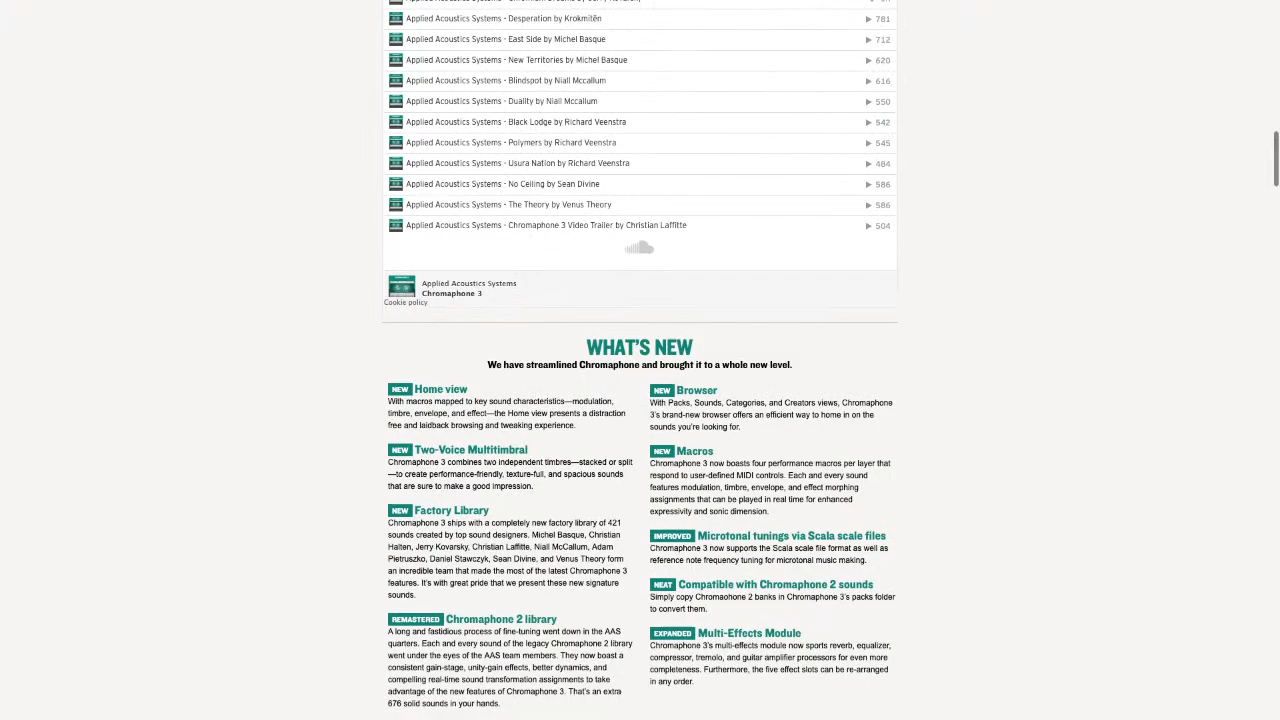 Applied Acoustics Systems - Desperation by Krokmitën
781
Applied Acoustics Systems - East Side by Michel Basque
712
Applied Acoustics Systems - New Territories by Michel Basque
620
Applied Acoustics Systems - Blindspot by Niall Mccallum
616
Applied Acoustics Systems - Duality by Niall Mccallum
550
Applied Acoustics Systems - Black Lodge by Richard Veenstra
542
Applied Acoustics Systems - Polymers by Richard Veenstra
545
Applied Acoustics Systems - Usura Nation by Richard Veenstra
484
Applied Acoustics Systems - No Ceiling by Sean Divine
586
Applied Acoustics Systems - The Theory by Venus Theory
586
Applied Acoustics Systems - Chromaphone 3 Video Trailer by Christian Laffitte
504
Applied Acoustics Systems
Chromaphone 3
Cookie policy
WHAT'S NEW
We have streamlined Chromaphone and brought it to a whole new level.
NEW Home view
With macros mapped to key sound characteristics—modulation,
timbre, envelope, and effect—the Home view presents a distraction
free and laidback browsing and tweaking experience.
NEW Two-Voice Multitimbral
Chromaphone 3 combines two independent timbres—stacked or split
—to create performance-friendly, texture-full, and spacious sounds
that are sure to make a good impression.
NEW Factory Library
Chromaphone 3 ships with a completely new factory library of 421
sounds created by top sound designers. Michel Basque, Christian
Halten, Jerry Kovarsky, Christian Laffitte, Niall McCallum, Adam
Pietruszko, Daniel Stawczyk, Sean Divine, and Venus Theory form
an incredible team that made the most of the latest Chromaphone 3
features. It's with great pride that we present these new signature
sounds.
REMASTERED Chromaphone 2 library
A long and fastidious process of fine-tuning went down in the AAS
quarters. Each and every sound of the legacy Chromaphone 2 library
went under the eyes of the AAS team members. They now boast a
consistent gain-stage, unity-gain effects, better dynamics, and
compelling real-time sound transformation assignments to take
advantage of the new features of Chromaphone 3. That's an extra
676 solid sounds in your hands.
NEW Browser
With Packs, Sounds, Categories, and Creators views, Chromaphone
3's brand-new browser offers an efficient way to home in on the
sounds you're looking for.
NEW Macros
Chromaphone 3 now boasts four performance macros per layer that
respond to user-defined MIDI controls. Each and every sound
features modulation, timbre, envelope, and effect morphing
assignments that can be played in real time for enhanced
expressivity and sonic dimension.
IMPROVED Microtonal tunings via Scala scale files
Chromaphone 3 now supports the Scala scale file format as well as
reference note frequency tuning for microtonal music making.
NEAT Compatible with Chromaphone 2 sounds
Simply copy Chromaohone 2 banks in Chromaphone 3's packs folder
to convert them.
EXPANDED Multi-Effects Module
Chromaphone 3's multi-effects module now sports reverb, equalizer,
compressor, tremolo, and guitar amplifier processors for even more
completeness. Furthermore, the five effect slots can be re-arranged
in any order.